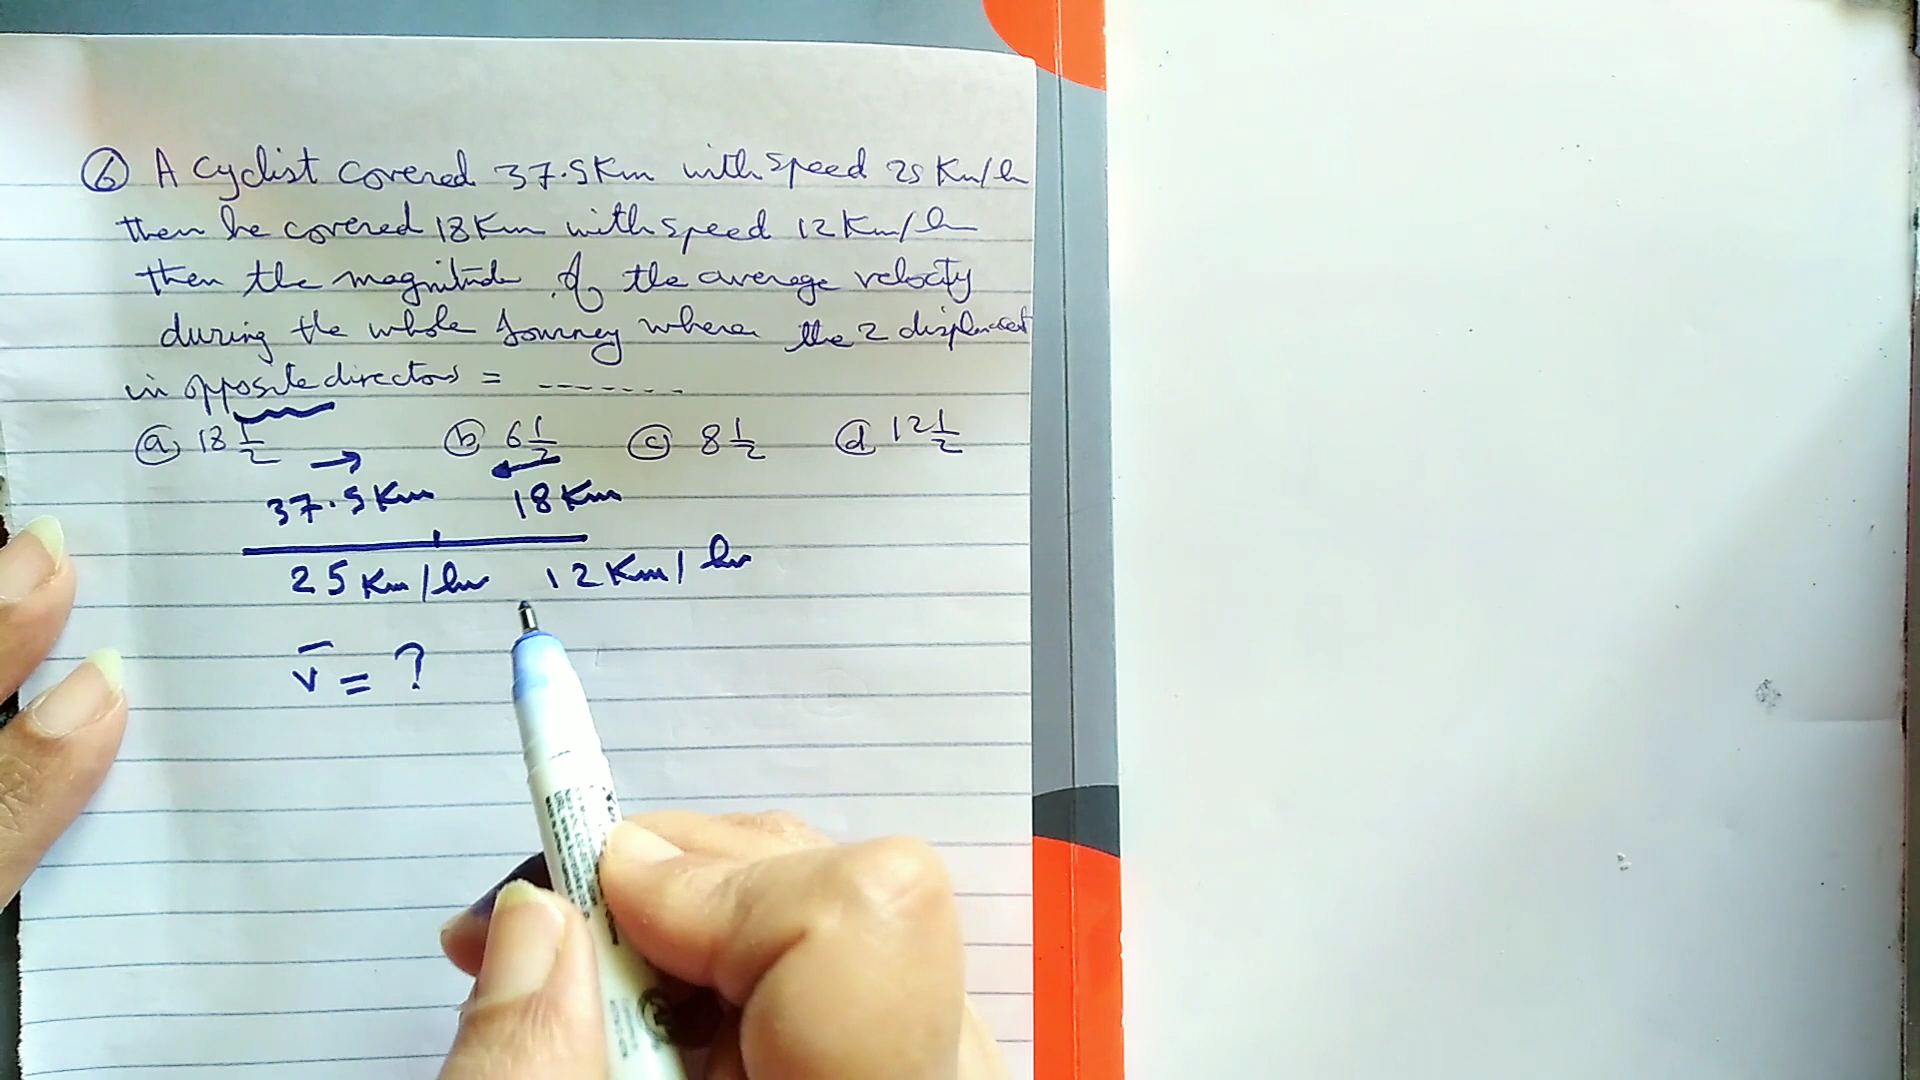 6 A cyclist covered 37.5 Km with speed 25 Km/h
then he covered 18 Km with speed 12 Km/h
then the magnitude of the average velocity
during the whole Journey where the 2 displacement
in opposite directions = -------
a 18 1/2 b 6 1/2 c 8 1/2 d 12 1/2
→ ←
37.5 Km 18 Km
25 Km/hr 12 Km/hr
v̄ = ?